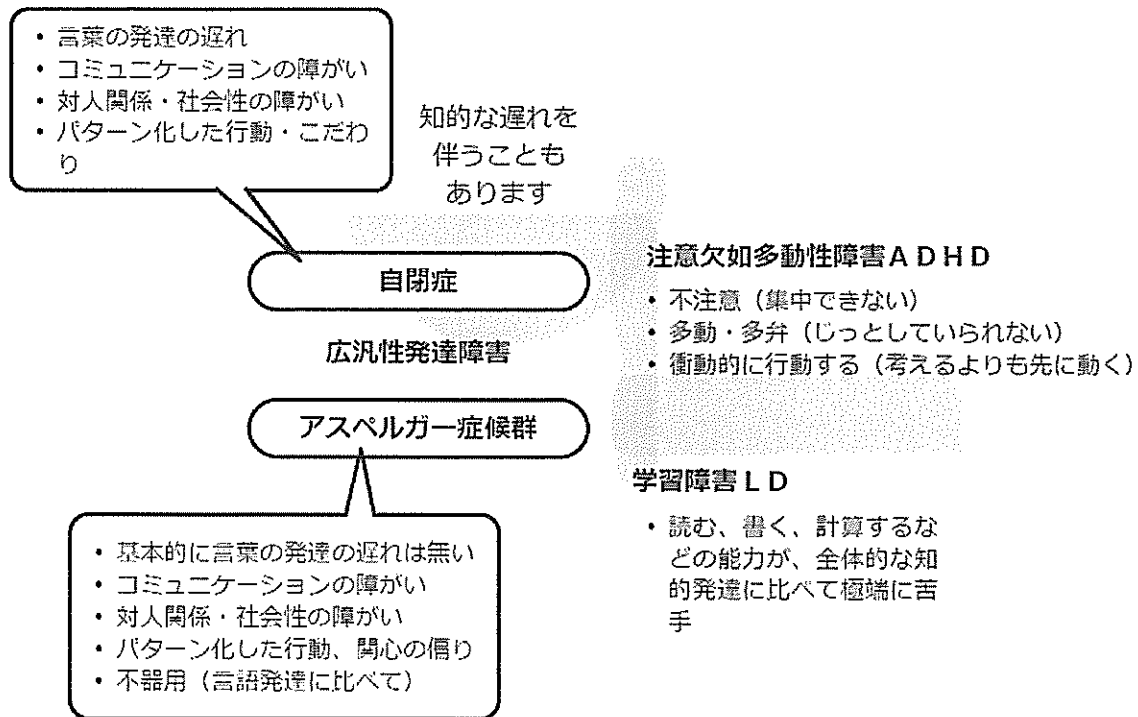 ・ 言葉の発達の遅れ
・ コミュニケーションの障がい
・ 対人関係・社会性の障がい
・ パターン化した行動・こだわ
り
知的な遅れを
伴うことも
あります
自閉症
広汎性発達障害
アスペルガー症候群
・ 基本的に言葉の発達の遅れは無い
・ コミュニケーションの障がい
・ 対人関係・社会性の障がい
・ パターン化した行動、関心の偏り
・ 不器用（言語発達に比べて）
注意欠如多動性障害ＡＤＨＤ
・ 不注意（集中できない）
・ 多動・多弁（じっとしていられない）
・ 衝動的に行動する（考えるよりも先に動く）
学習障害ＬＤ
・ 読む、書く、計算するな
どの能力が、全体的な知
的発達に比べて極端に苦
手